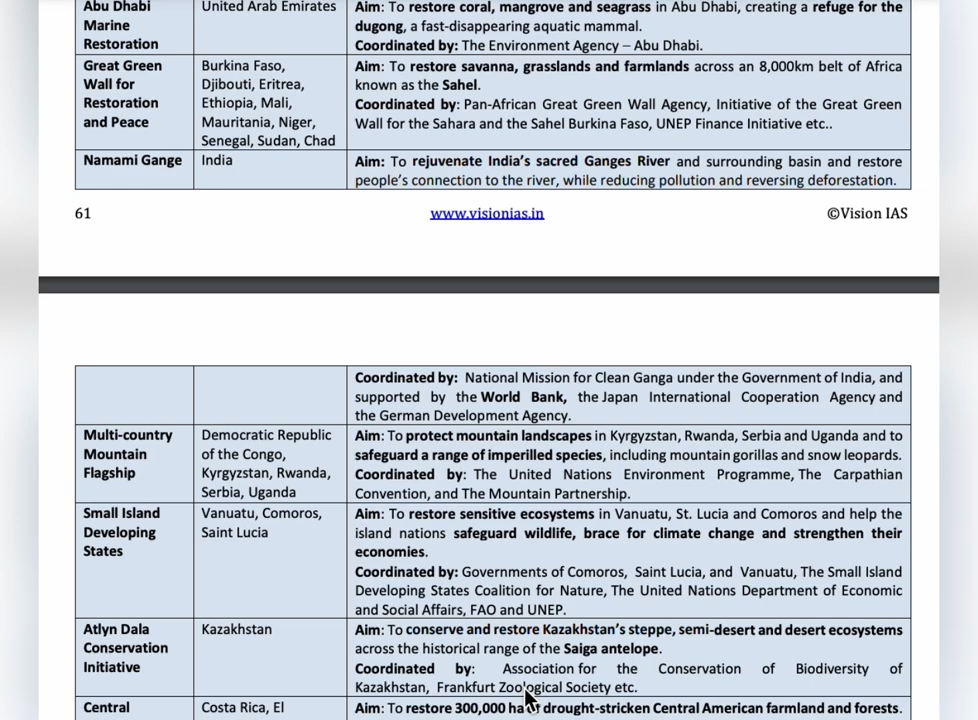 Abu Dhabi Marine Restoration
United Arab Emirates
Aim: To restore coral, mangrove and seagrass in Abu Dhabi, creating a refuge for the
dugong, a fast-disappearing aquatic mammal.
Coordinated by: The Environment Agency – Abu Dhabi.
Great Green
Wall for
Restoration
and Peace
Burkina Faso,
Djibouti, Eritrea,
Ethiopia, Mali,
Mauritania, Niger,
Senegal, Sudan, Chad
Aim: To restore savanna, grasslands and farmlands across an 8,000km belt of Africa
known as the Sahel.
Coordinated by: Pan-African Great Green Wall Agency, Initiative of the Great Green
Wall for the Sahara and the Sahel Burkina Faso, UNEP Finance Initiative etc..
Namami Gange
India
Aim: To rejuvenate India's sacred Ganges River and surrounding basin and restore
people's connection to the river, while reducing pollution and reversing deforestation.
61
www.visionias.in
©Vision IAS
Coordinated by: National Mission for Clean Ganga under the Government of India, and
supported by the World Bank, the Japan International Cooperation Agency and
the German Development Agency.
Multi-country
Mountain
Flagship
Democratic Republic
of the Congo,
Kyrgyzstan, Rwanda,
Serbia, Uganda
Aim: To protect mountain landscapes in Kyrgyzstan, Rwanda, Serbia and Uganda and to
safeguard a range of imperilled species, including mountain gorillas and snow leopards.
Coordinated by: The United Nations Environment Programme, The Carpathian
Convention, and The Mountain Partnership.
Small Island
Developing
States
Vanuatu, Comoros,
Saint Lucia
Aim: To restore sensitive ecosystems in Vanuatu, St. Lucia and Comoros and help the
island nations safeguard wildlife, brace for climate change and strengthen their
economies.
Coordinated by: Governments of Comoros, Saint Lucia, and Vanuatu, The Small Island
Developing States Coalition for Nature, The United Nations Department of Economic
and Social Affairs, FAO and UNEP.
Atlyn Dala
Conservation
Initiative
Kazakhstan
Aim: To conserve and restore Kazakhstan's steppe, semi-desert and desert ecosystems
across the historical range of the Saiga antelope.
Coordinated by: Association for the Conservation of Biodiversity of
Kazakhstan, Frankfurt Zoological Society etc.
Central
Costa Rica, El
Aim: To restore 300,000 ha drought-stricken Central American farmland and forests.